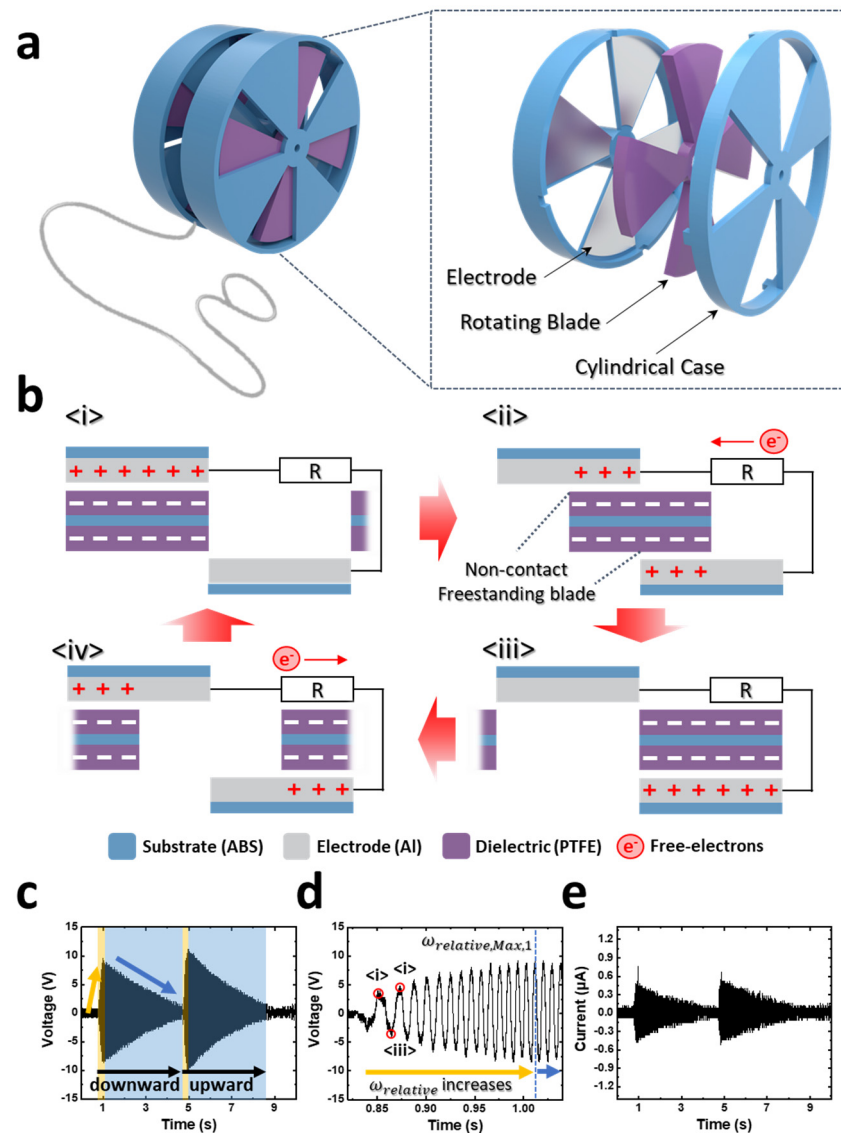 a
Electrode
Rotating Blade
Cylindrical Case
b
<i>
+ + + + + +
R
<ii>
e-
+ + +
R
Non-contact
Freestanding blade
+ + +
<iv>
e-
+ + +
R
+ + +
<iii>
R
+ + + + + +
Substrate (ABS)
Electrode (Al)
Dielectric (PTFE)
e-
Free-electrons
c
Voltage (V)
15
10
5
0
-5
-10
-15
downward
upward
1
3
5
7
9
Time (s)
d
Voltage (V)
15
10
5
0
-5
-10
-15
ω relative,Max,1
<i>
<i>
<iii>
ω relative increases
0.85
0.90
0.95
1.00
Time (s)
e
Current (μA)
1.2
0.9
0.6
0.3
0.0
-0.3
-0.6
-0.9
-1.2
1
3
5
7
9
Time (s)